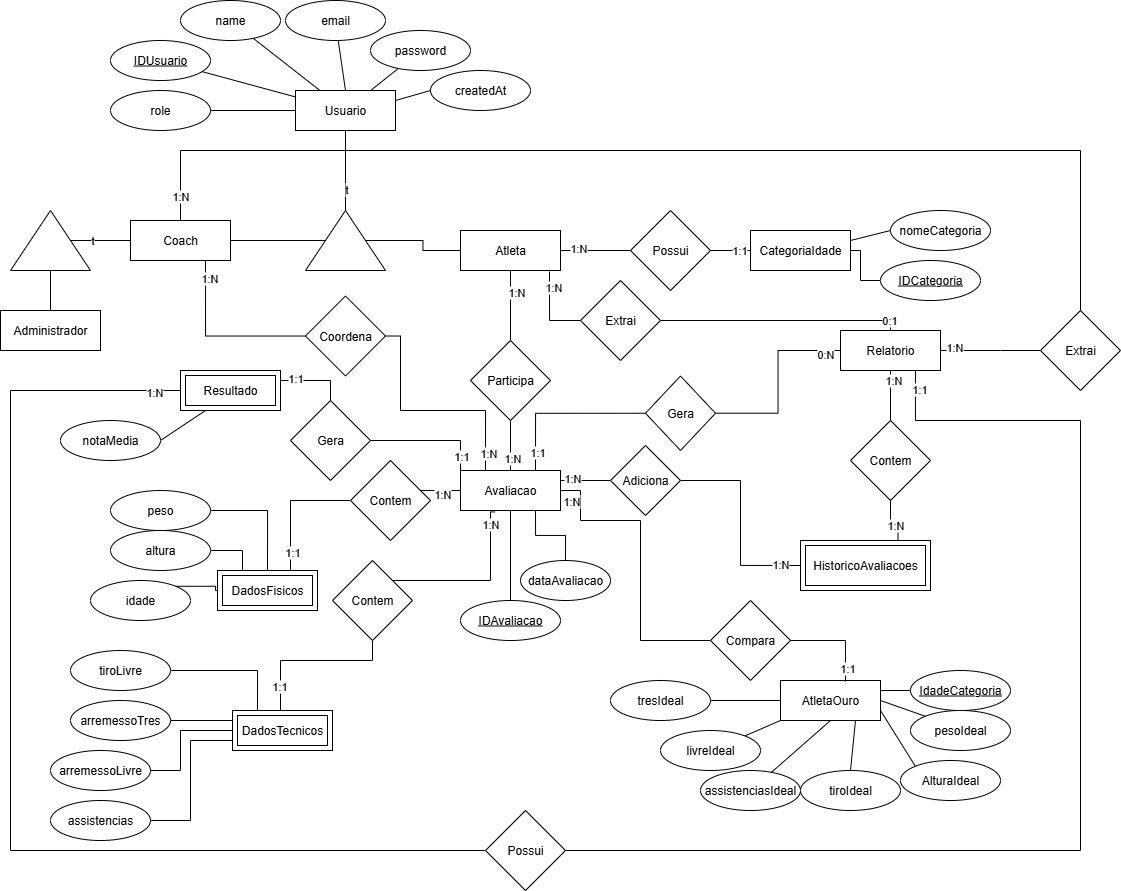 name
email
password
IDUsuario
createdAt
role
Usuario
t
1:N
Coach
t
Atleta
1:N
Possui
1:1
CategoriaIdade
nomeCategoria
IDCategoria
1:N
1:N
1:N
Administrador
Coordena
Extrai
0:1
Relatorio
1:N
Extrai
0:N
Participa
1:N
1:1
Resultado
1:1
1:N
notaMedia
Gera
Gera
1:1
1:N
1:N
1:1
Contem
Contem
1:N
Avaliacao
1:N
Adiciona
1:N
peso
1:N
1:N
altura
1:1
HistoricoAvaliacoes
1:N
dataAvaliacao
DadosFisicos
idade
Contem
IDAvaliacao
Compara
tiroLivre
1:1
1:1
IdadeCategoria
tresIdeal
AtletaOuro
arremessoTres
DadosTecnicos
pesoIdeal
livreIdeal
arremessoLivre
AlturaIdeal
assistenciasIdeal
tiroIdeal
assistencias
Possui